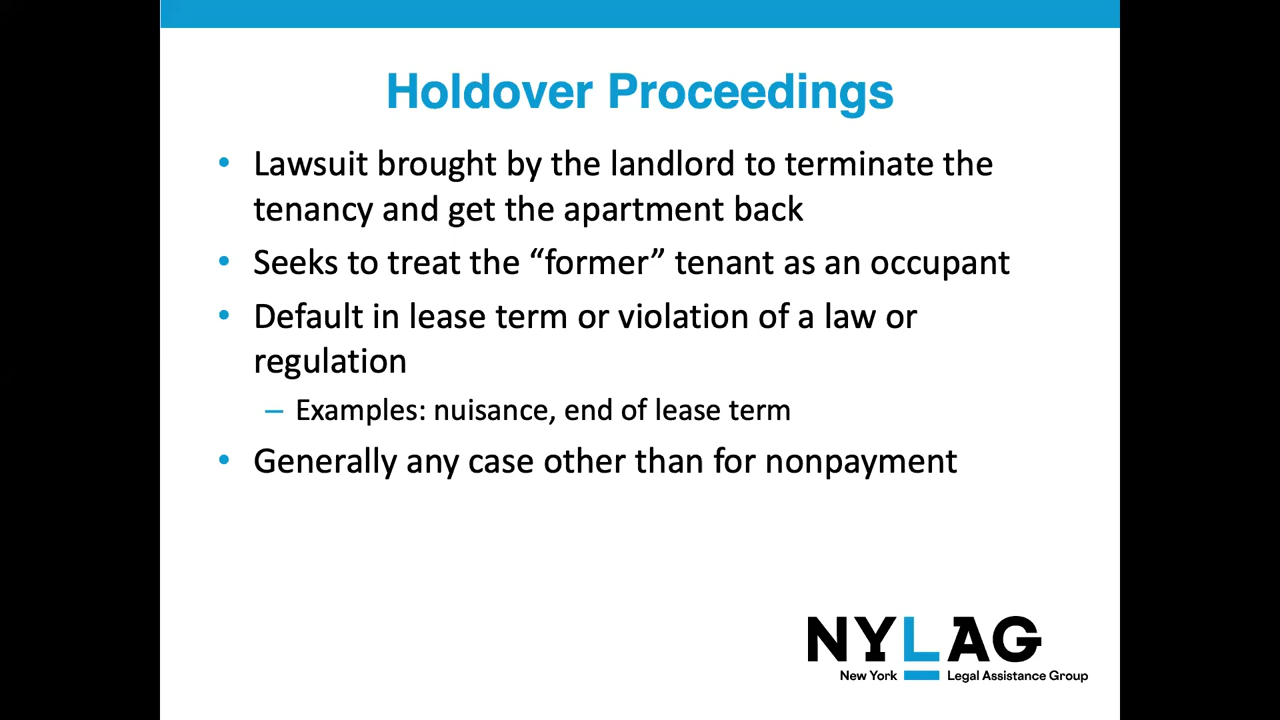 Holdover Proceedings
• Lawsuit brought by the landlord to terminate the
tenancy and get the apartment back
• Seeks to treat the “former” tenant as an occupant
• Default in lease term or violation of a law or
regulation
– Examples: nuisance, end of lease term
• Generally any case other than for nonpayment
NYLAG
New York Legal Assistance Group